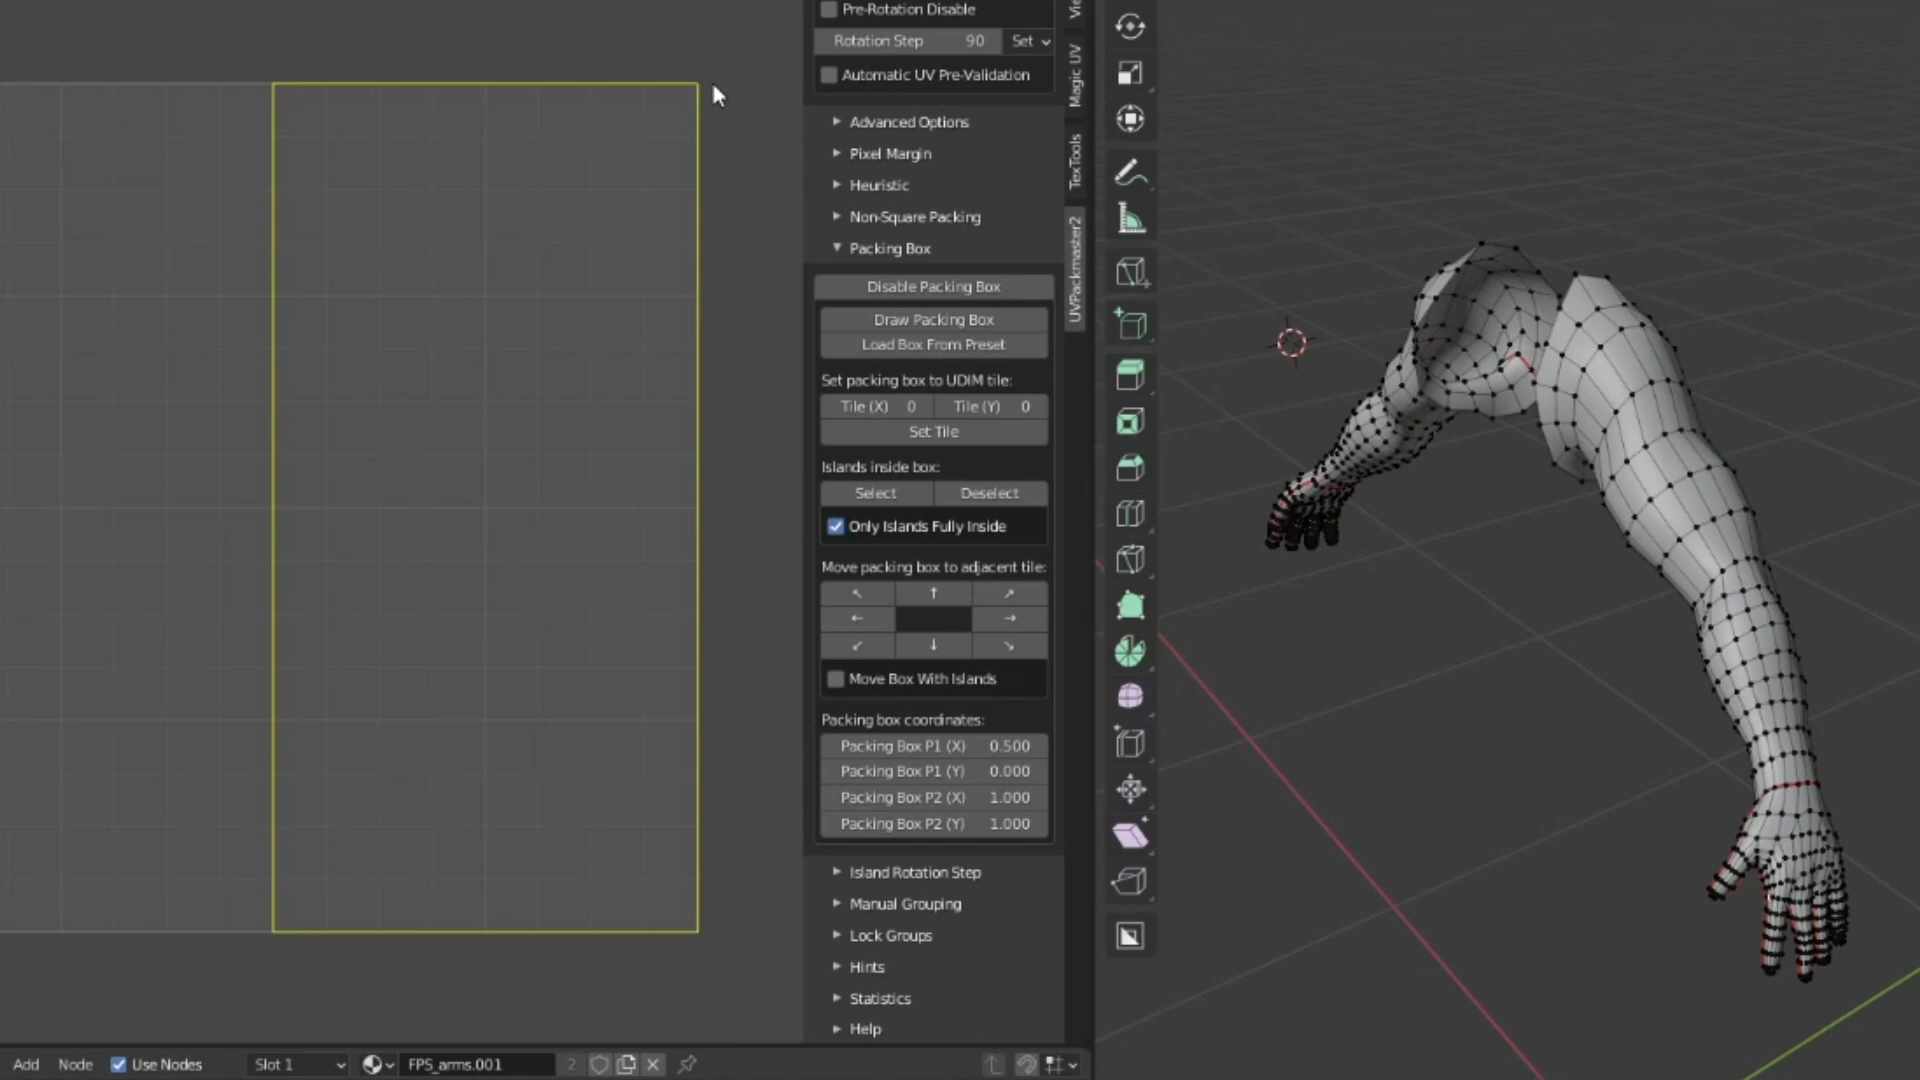 Pre-Rotation Disable
Rotation Step 90 Set
Automatic UV Pre-Validation
Advanced Options
Pixel Margin
Heuristic
Non-Square Packing
Packing Box
Disable Packing Box
Draw Packing Box
Load Box From Preset
Set packing box to UDIM tile:
Tile (X) 0 Tile (Y) 0
Set Tile
Islands inside box:
Select Deselect
Only Islands Fully Inside
Move packing box to adjacent tile:
Move Box With Islands
Packing box coordinates:
Packing Box P1 (X) 0.500
Packing Box P1 (Y) 0.000
Packing Box P2 (X) 1.000
Packing Box P2 (Y) 1.000
Island Rotation Step
Manual Grouping
Lock Groups
Hints
Statistics
Help
Magic UV
TexTools
UVPackmaster2
Add Node Use Nodes Slot 1 FPS_arms.001 2